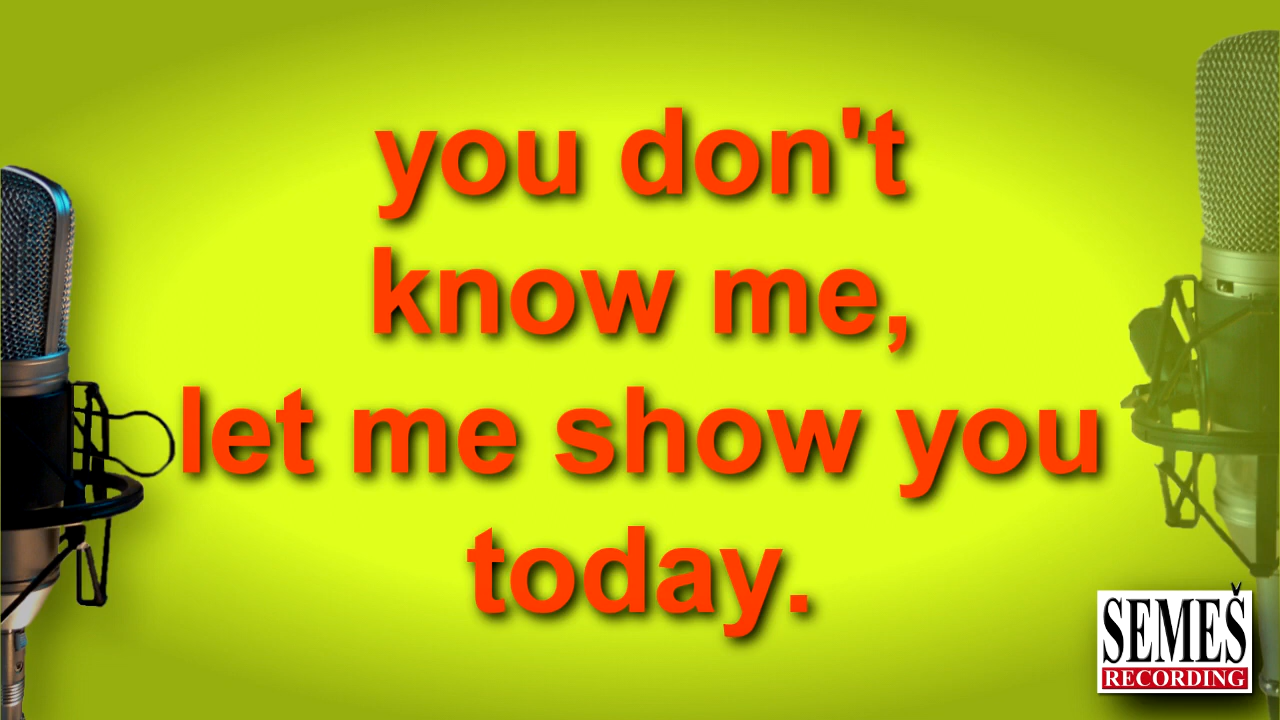 you don't
know me,
let me show you
today.
SEMEŠ
RECORDING